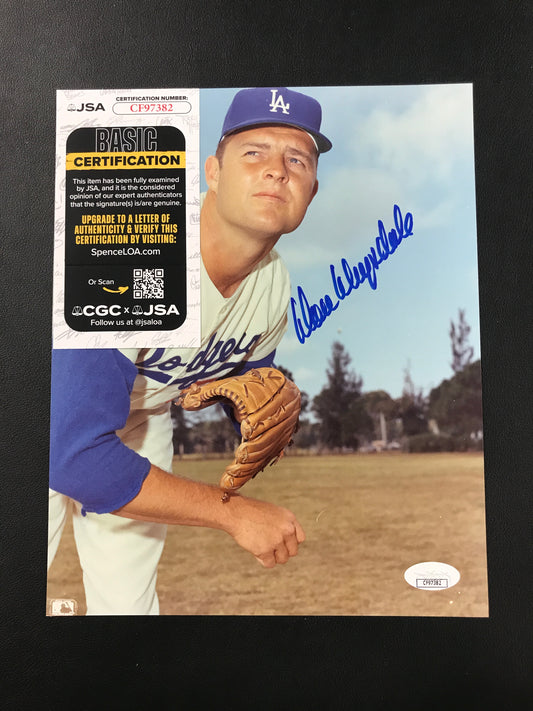 JSA
CERTIFICATION NUMBER:
CF97382
BASIC
CERTIFICATION
This item has been fully examined
by JSA, and it is the considered
opinion of our expert authenticators
that the signature(s) is/are genuine.
UPGRADE TO A LETTER OF
AUTHENTICITY & VERIFY THIS
CERTIFICATION BY VISITING:
SpenceLOA.com
Or Scan
CGC x JSA
Follow us at @jsaloa
LA
Dodgers
Don Drysdale
CF97382